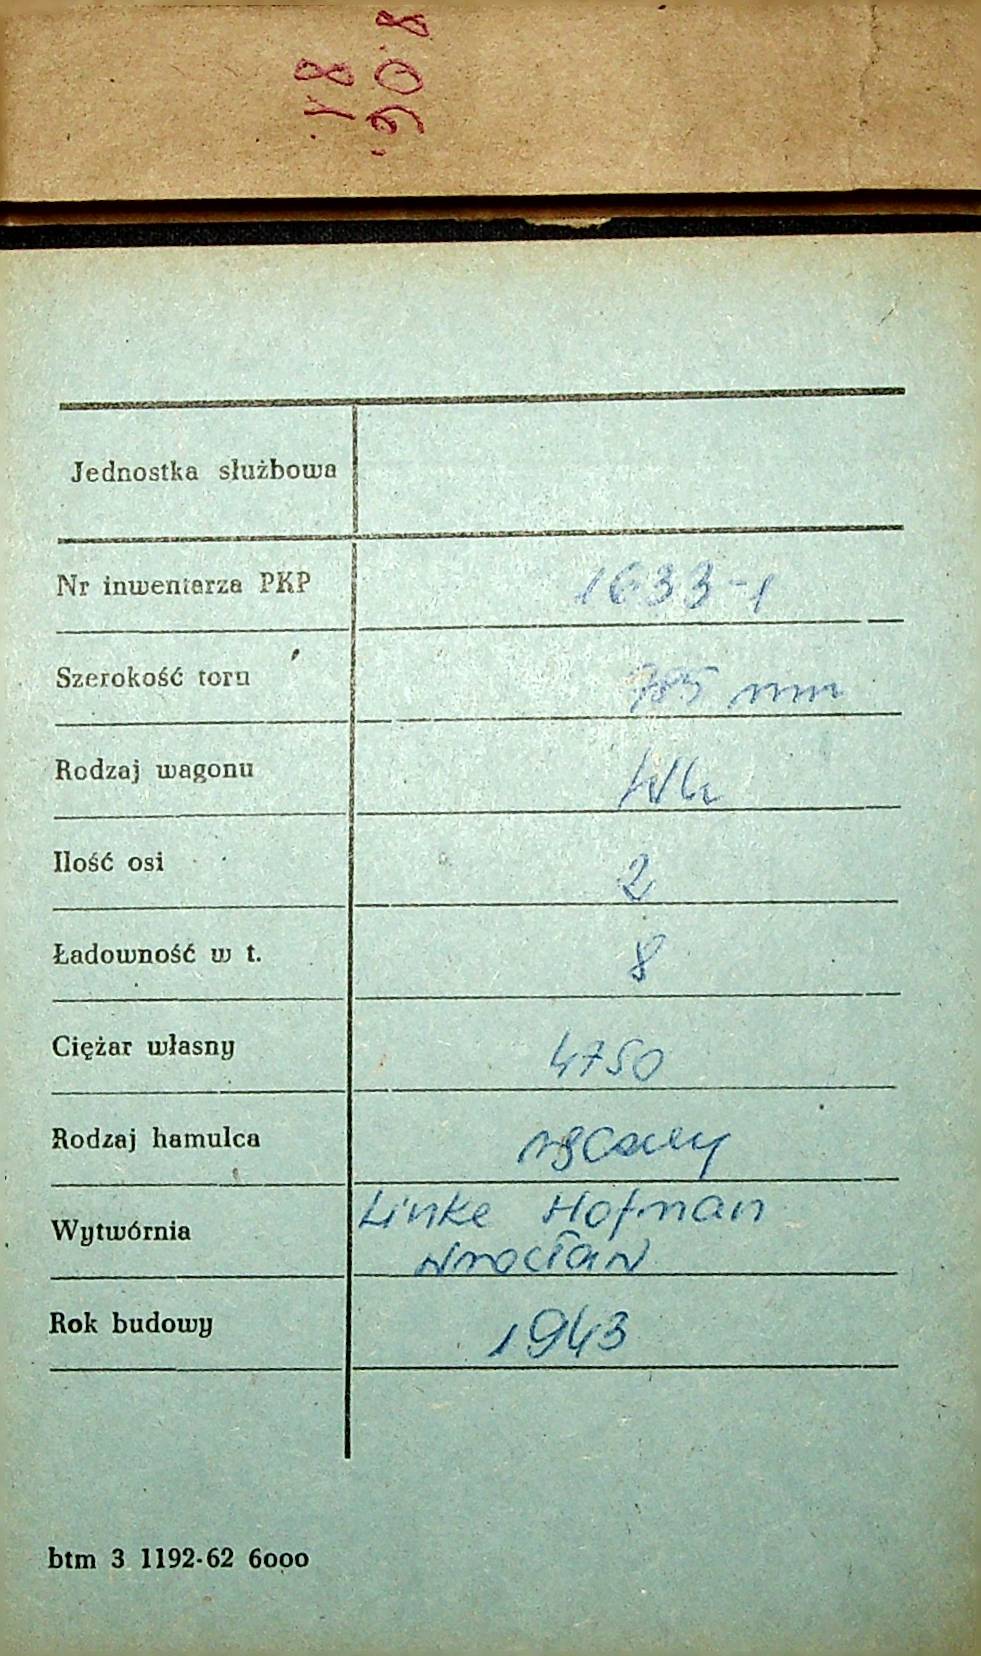 Jednostka służbowa
Nr inwentarza PKP 1633-1
Szerokość toru 785 mm
Rodzaj wagonu
Ilość osi 2
Ładowność w t. 8
Ciężar własny 4750
Rodzaj hamulca ręczny
Wytwórnia Linke Hofman
Wrocław
Rok budowy 1943
btm 3 1192-62 6000